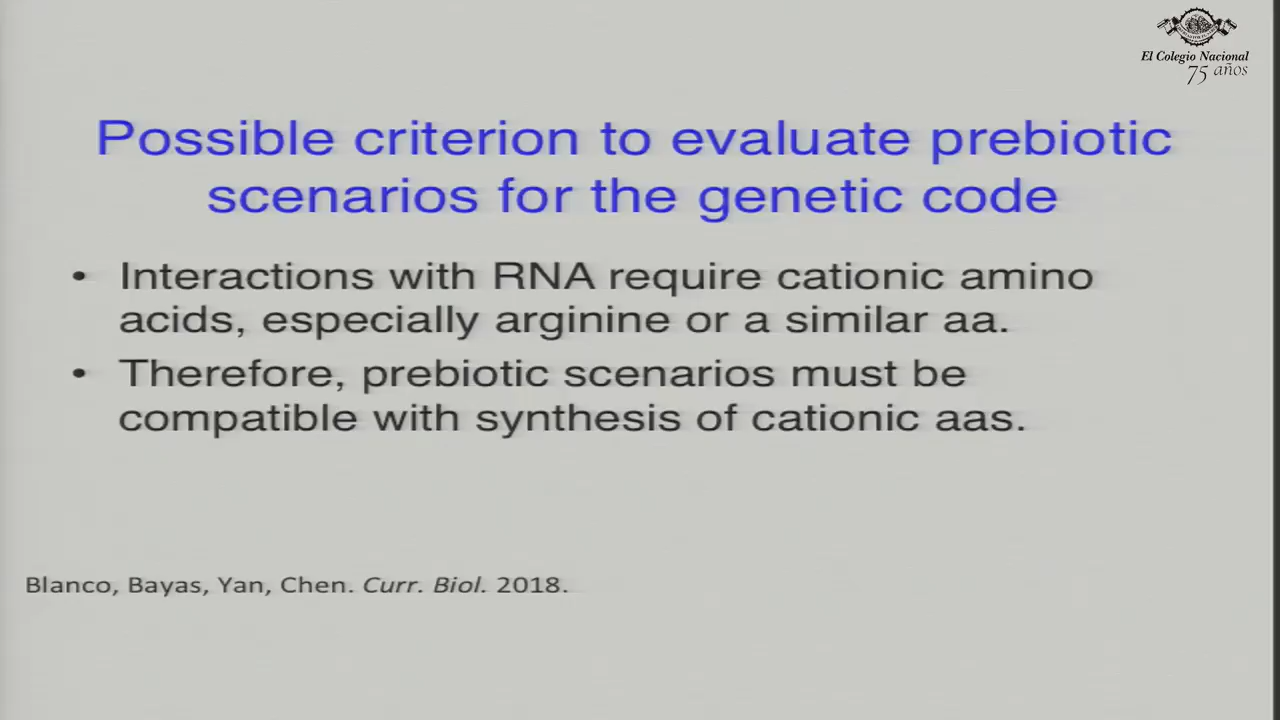 El Colegio Nacional
75 años
Possible criterion to evaluate prebiotic
scenarios for the genetic code
• Interactions with RNA require cationic amino
acids, especially arginine or a similar aa.
• Therefore, prebiotic scenarios must be
compatible with synthesis of cationic aas.
Blanco, Bayas, Yan, Chen. Curr. Biol. 2018.